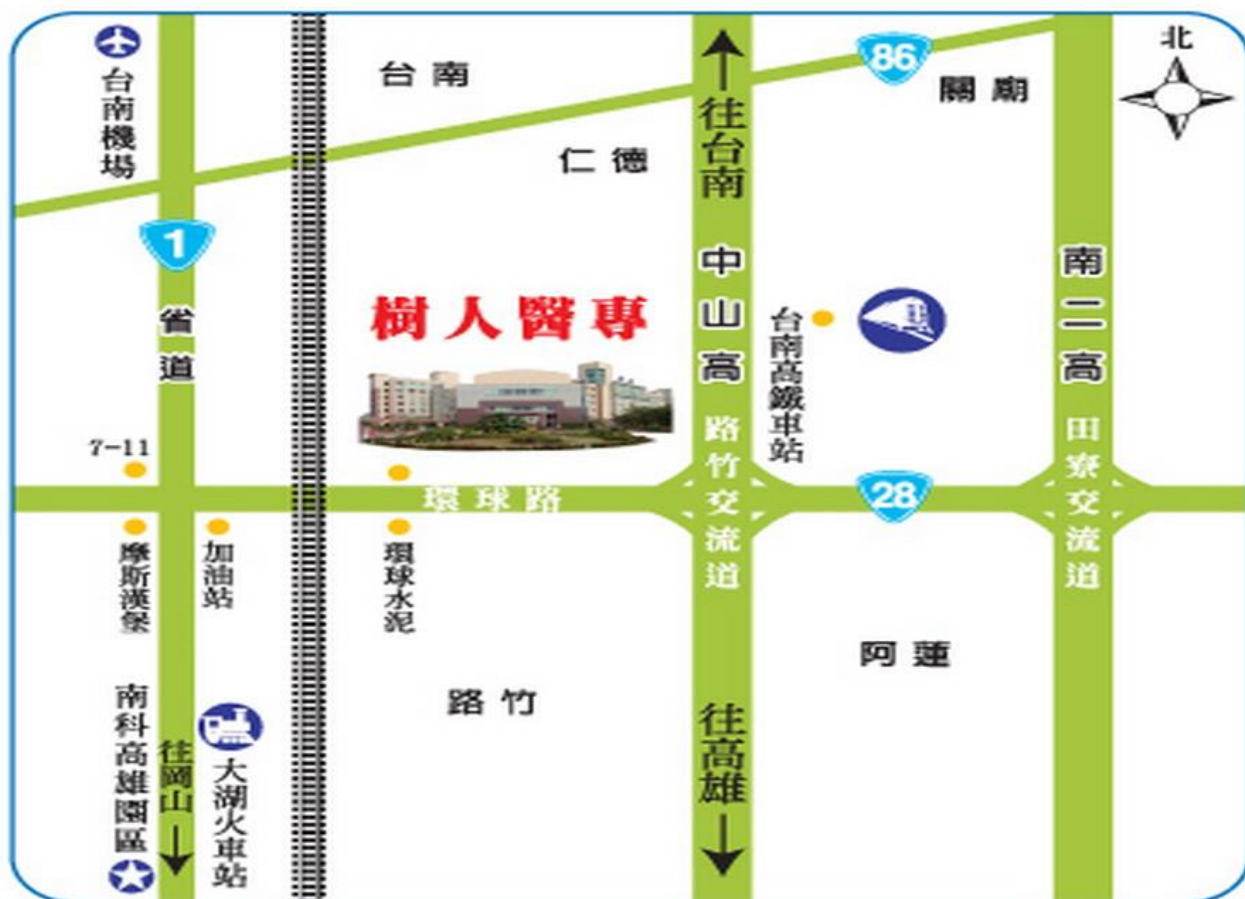 北
86
台南
關廟
台南機場
往台南
仁德
1
省道
中山高
南二高
樹人醫專
台南高鐵車站
7-11
路竹交流道
田寮交流道
環球路
28
摩斯漢堡
加油站
環球水泥
阿蓮
路竹
南科高雄園區
往岡山
大湖火車站
往高雄